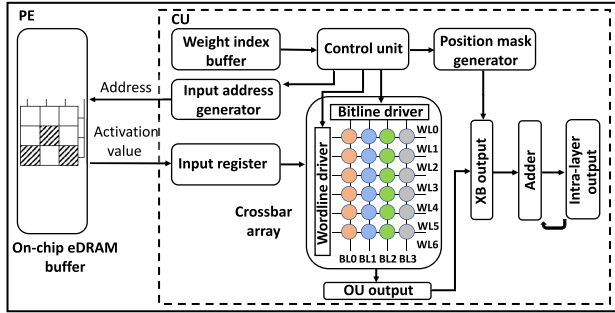 PE
CU
Weight index
buffer
Control unit
Position mask
generator
Address
Input address
generator
Activation
value
Input register
Bitline driver
Wordline driver
WL0
WL1
WL2
WL3
WL4
WL5
WL6
BL0 BL1 BL2 BL3
Crossbar
array
XB output
Adder
Intra-layer
output
On-chip eDRAM
buffer
OU output